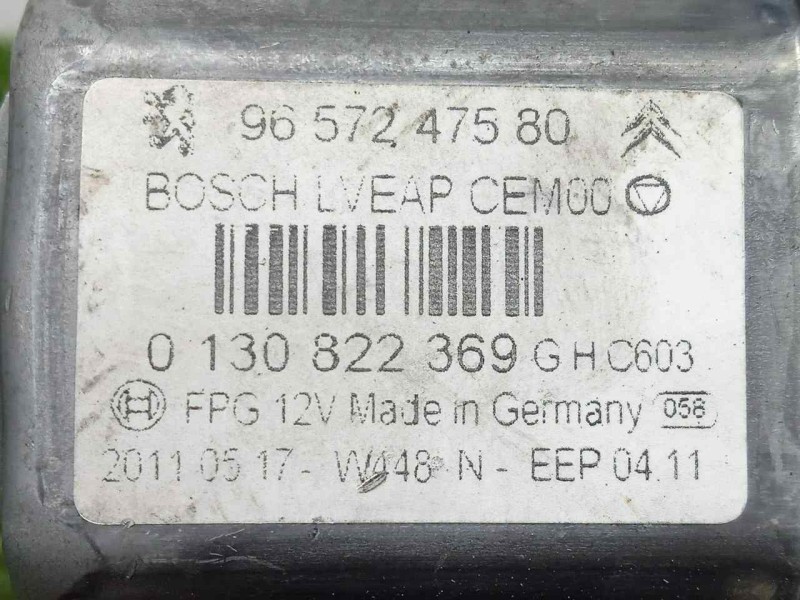 96 572 475 80
BOSCH LVEAP CEM00
0 130 822 369 G H C603
FPG 12V Made in Germany 058
2011 05 17 - W448 N - EEP 04.11